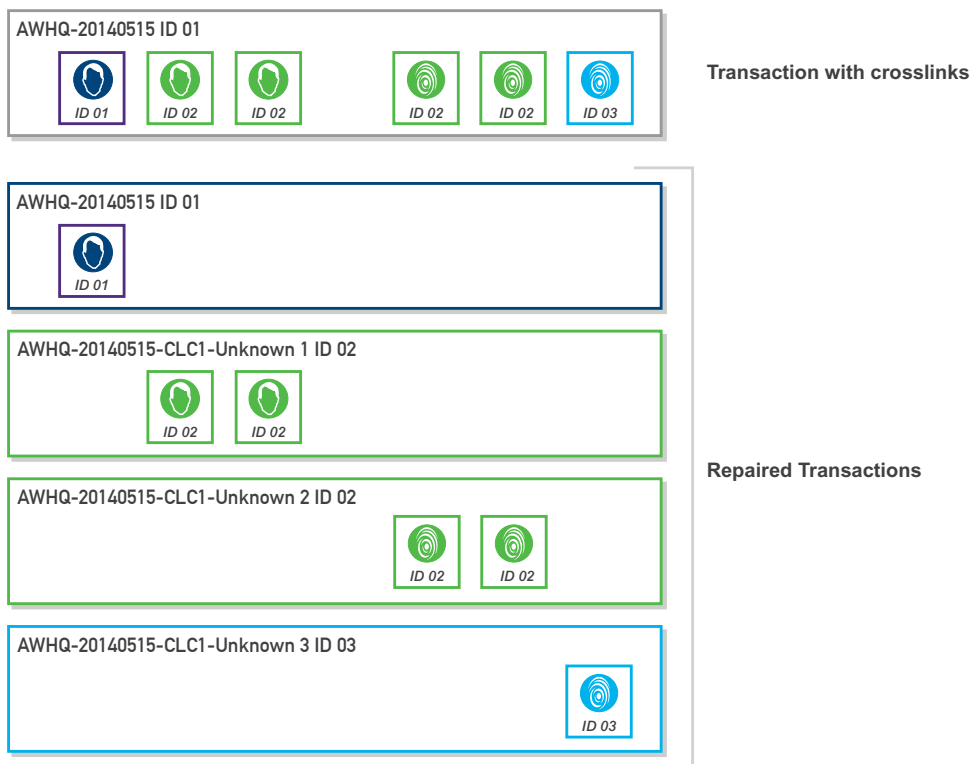 AWHQ-20140515 ID 01
ID 01
ID 02
ID 02
ID 02
ID 02
ID 03
Transaction with crosslinks
AWHQ-20140515 ID 01
ID 01
AWHQ-20140515-CLC1-Unknown 1 ID 02
ID 02
ID 02
AWHQ-20140515-CLC1-Unknown 2 ID 02
ID 02
ID 02
AWHQ-20140515-CLC1-Unknown 3 ID 03
ID 03
Repaired Transactions